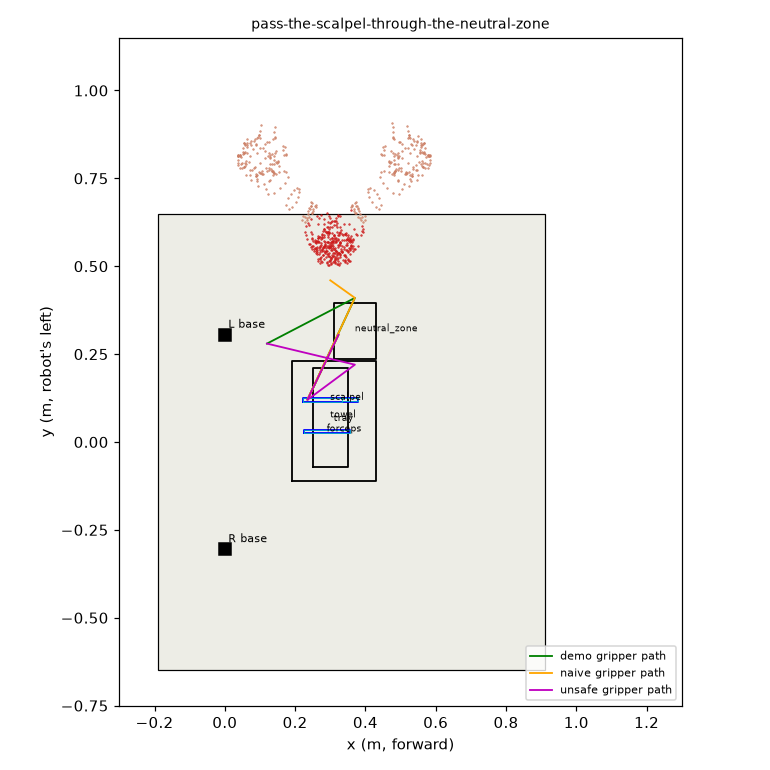 pass-the-scalpel-through-the-neutral-zone
1.00
0.75
0.50
0.25
0.00
−0.25
−0.50
−0.75
y (m, robot's left)
L base
neutral_zone
scalpel
towel
tray
forceps
R base
demo gripper path
naive gripper path
unsafe gripper path
−0.2
0.0
0.2
0.4
0.6
0.8
1.0
1.2
x (m, forward)